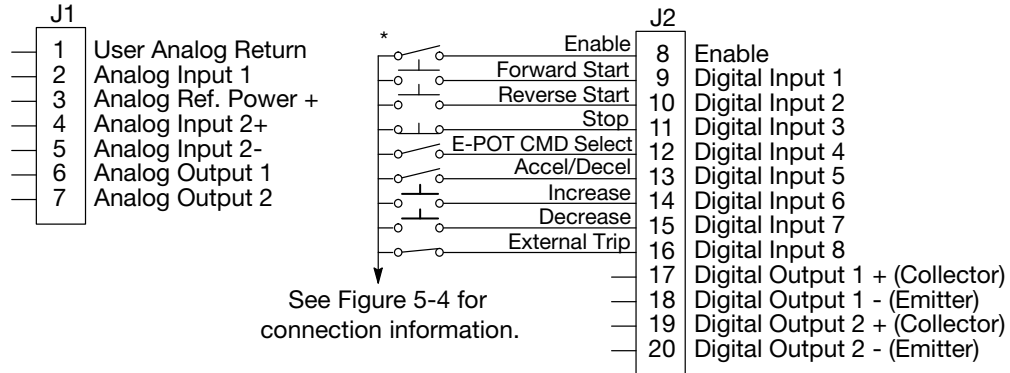 J1
1 User Analog Return
2 Analog Input 1
3 Analog Ref. Power +
4 Analog Input 2+
5 Analog Input 2-
6 Analog Output 1
7 Analog Output 2
*
J2
Enable 8 Enable
Forward Start 9 Digital Input 1
Reverse Start 10 Digital Input 2
Stop 11 Digital Input 3
E-POT CMD Select 12 Digital Input 4
Accel/Decel 13 Digital Input 5
Increase 14 Digital Input 6
Decrease 15 Digital Input 7
External Trip 16 Digital Input 8
17 Digital Output 1 + (Collector)
18 Digital Output 1 - (Emitter)
19 Digital Output 2 + (Collector)
20 Digital Output 2 - (Emitter)
See Figure 5-4 for
connection information.